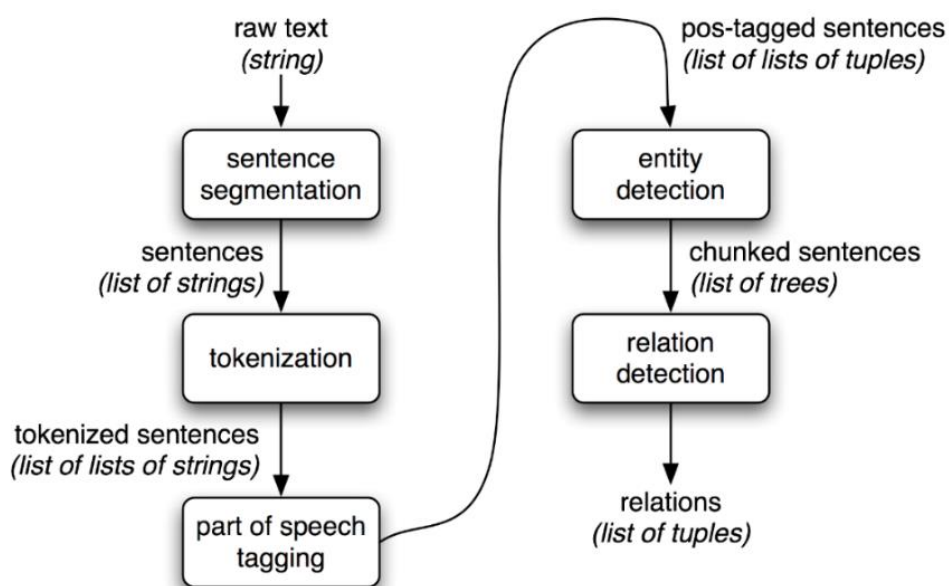 raw text
(string)
sentence
segmentation
sentences
(list of strings)
tokenization
tokenized sentences
(list of lists of strings)
part of speech
tagging
pos-tagged sentences
(list of lists of tuples)
entity
detection
chunked sentences
(list of trees)
relation
detection
relations
(list of tuples)